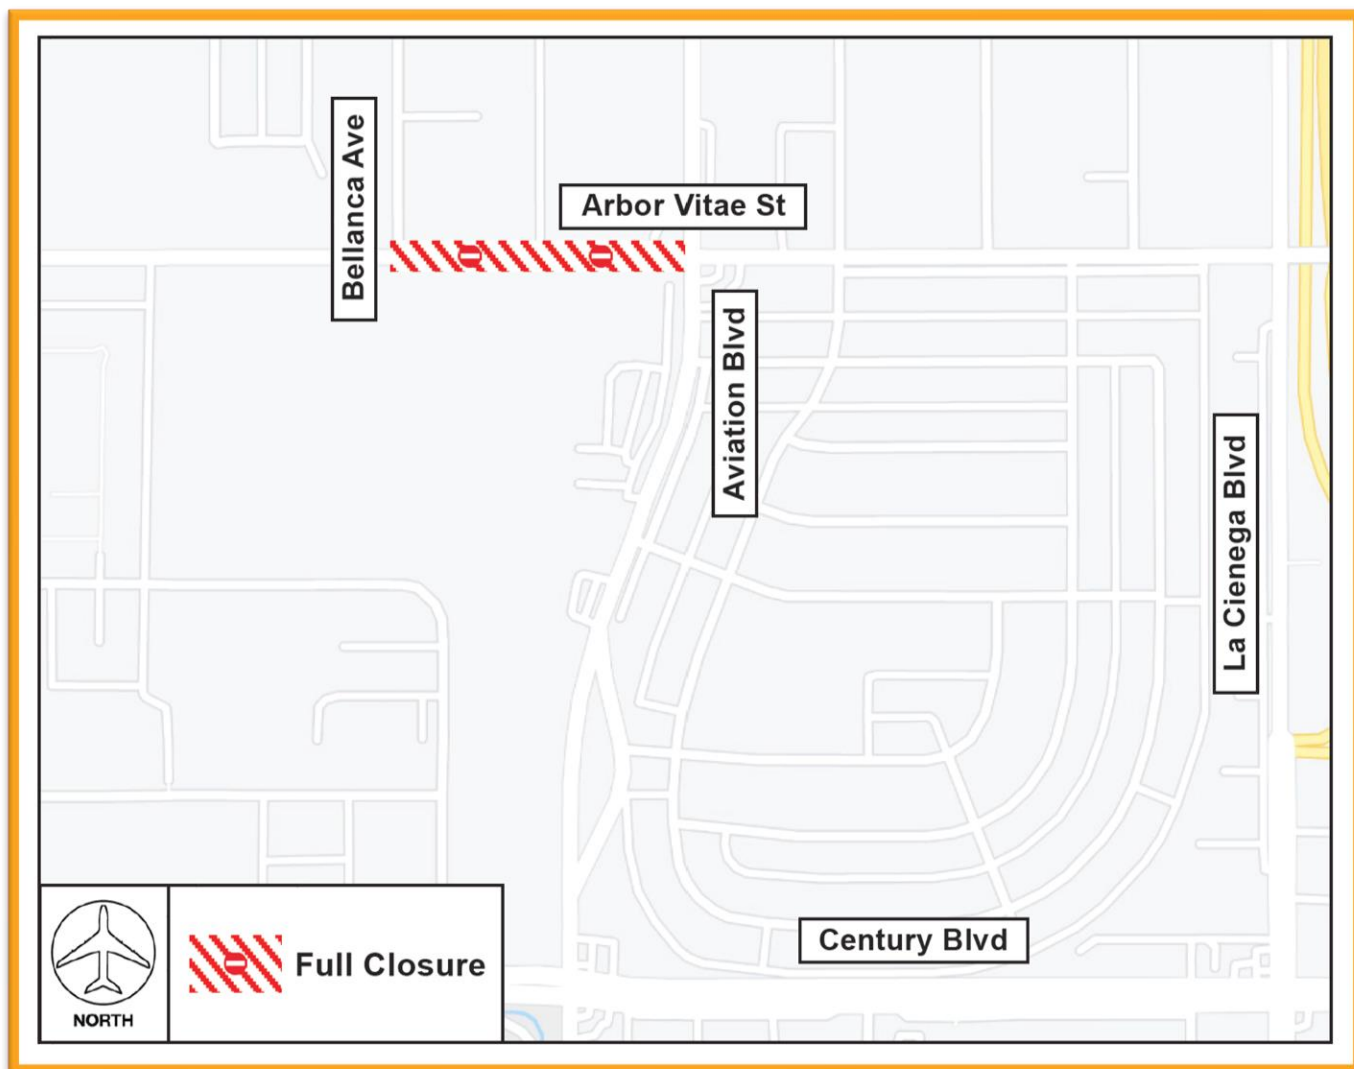 Bellanca Ave
Arbor Vitae St
Aviation Blvd
La Cienega Blvd
Century Blvd
NORTH
Full Closure